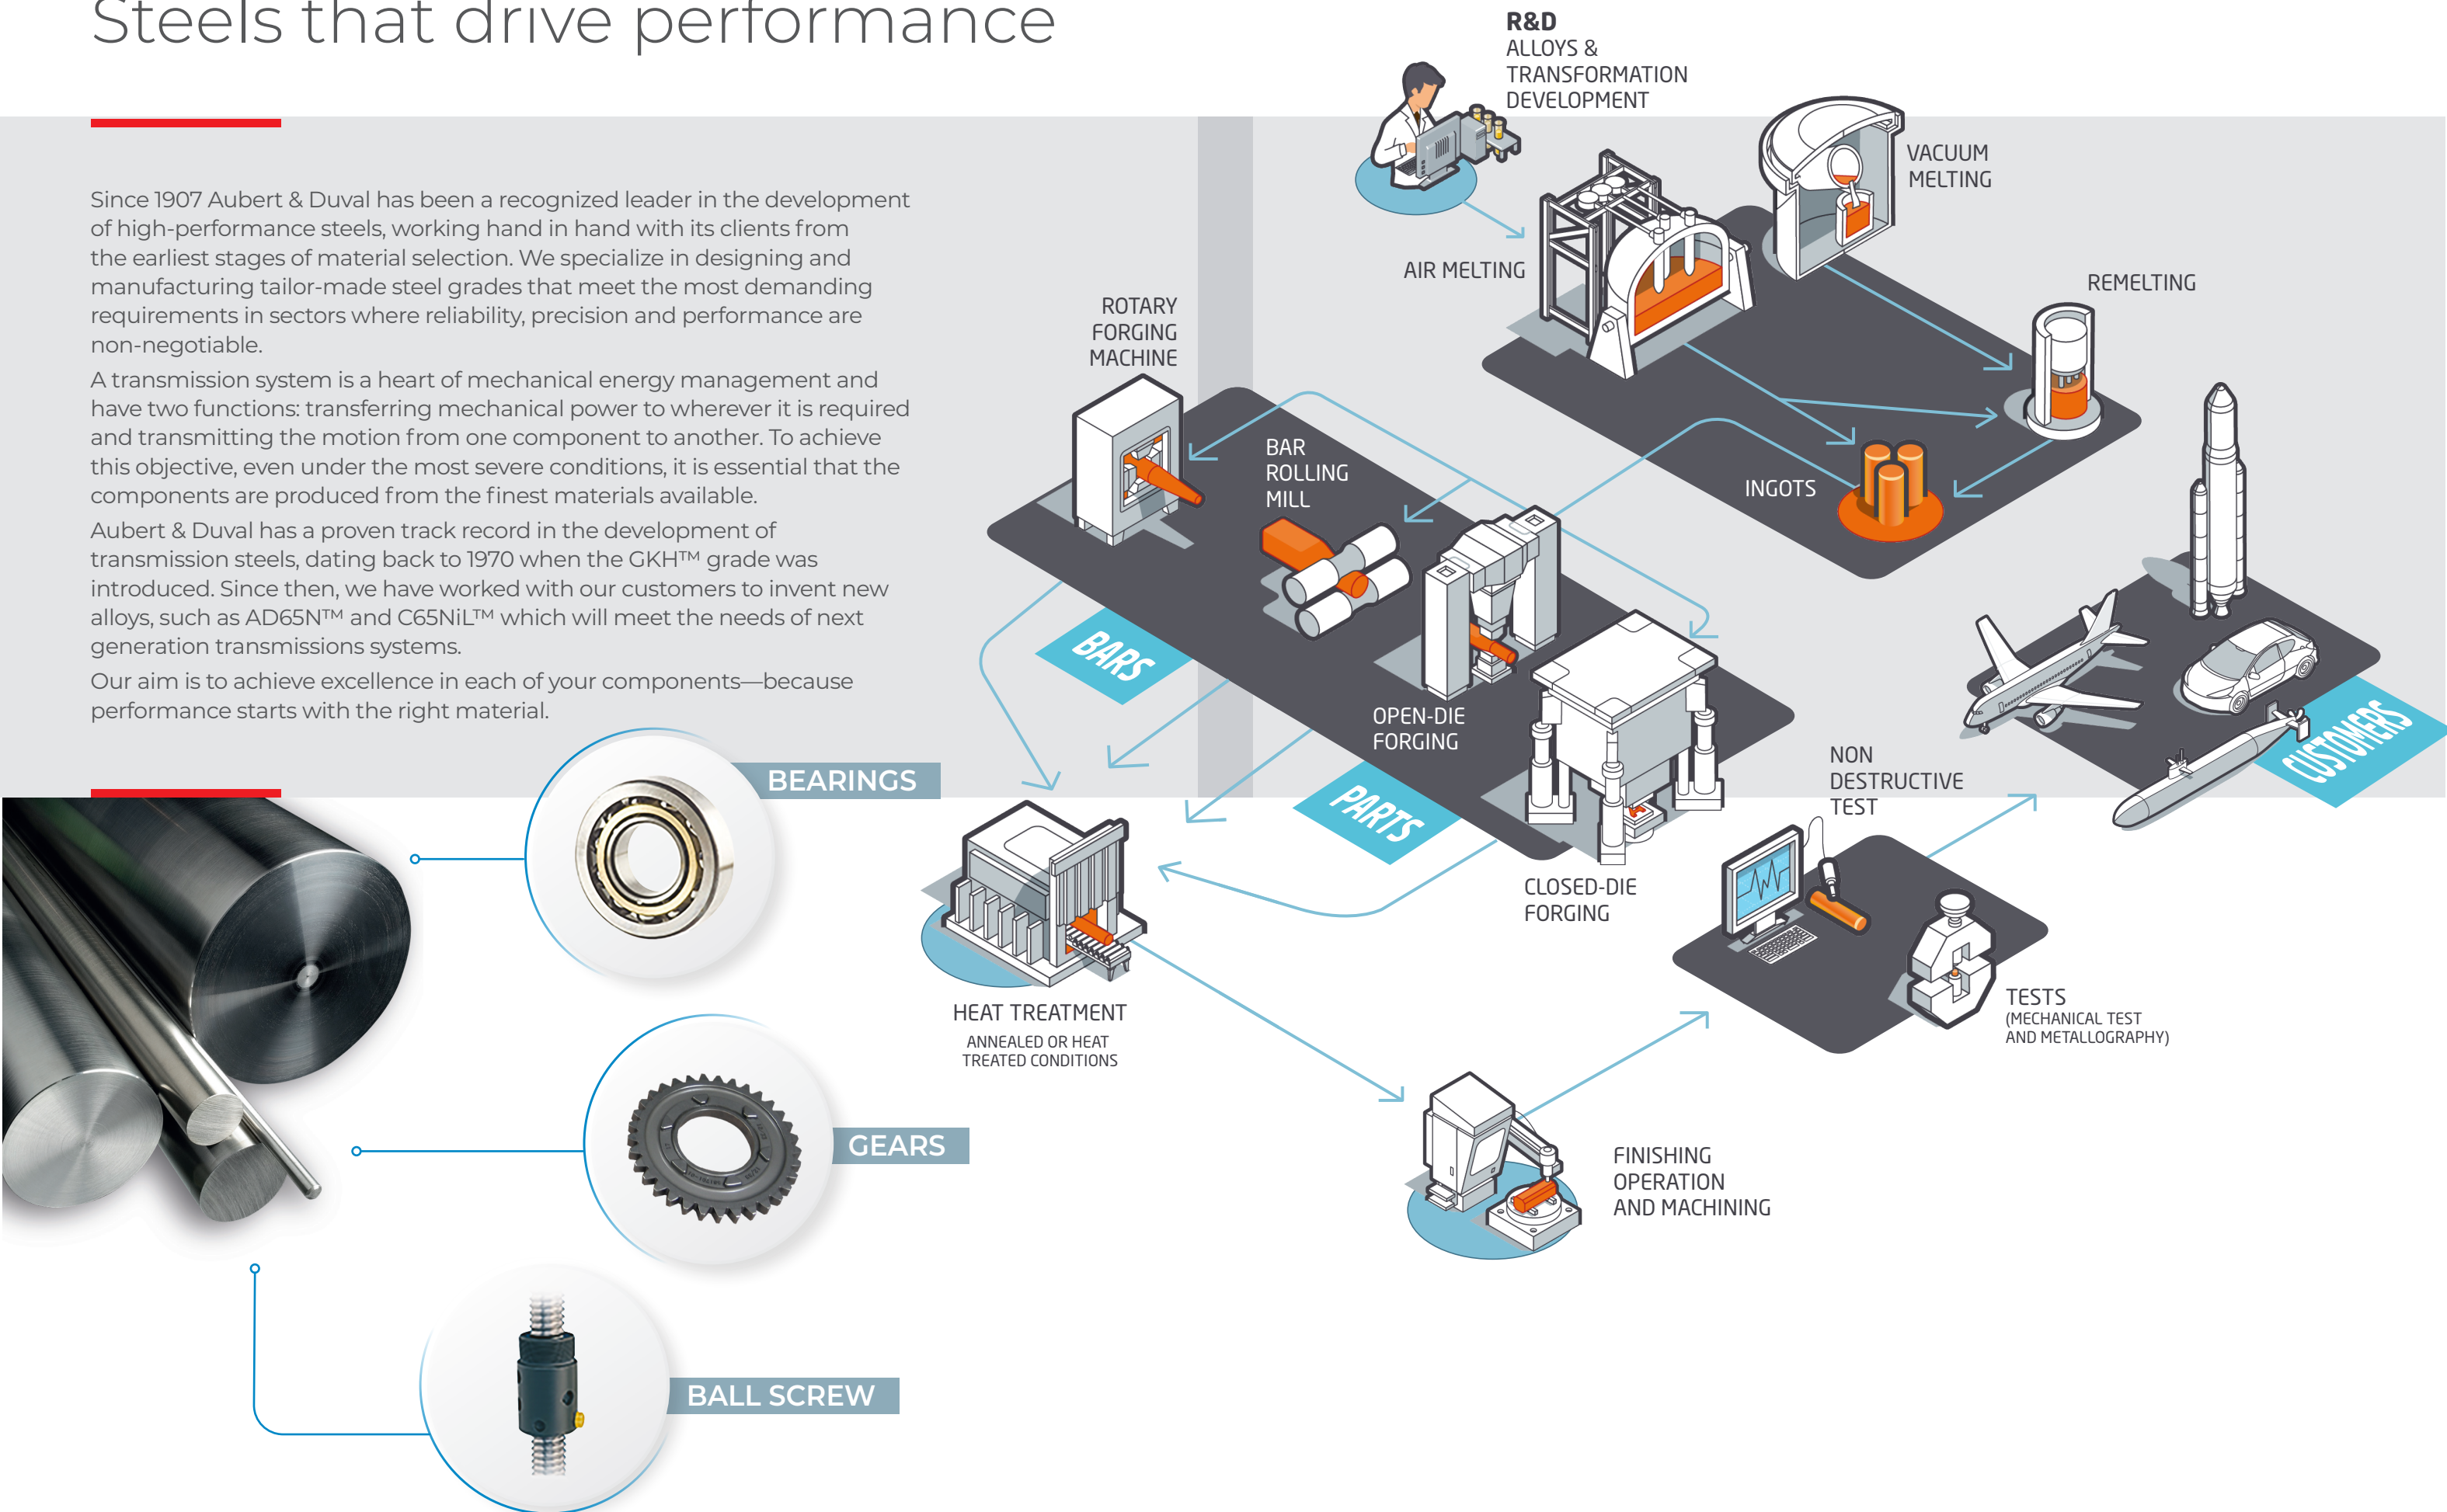 Steels that drive performance
Since 1907 Aubert & Duval has been a recognized leader in the development
of high-performance steels, working hand in hand with its clients from
the earliest stages of material selection. We specialize in designing and
manufacturing tailor-made steel grades that meet the most demanding
requirements in sectors where reliability, precision and performance are
non-negotiable.
A transmission system is a heart of mechanical energy management and
have two functions: transferring mechanical power to wherever it is required
and transmitting the motion from one component to another. To achieve
this objective, even under the most severe conditions, it is essential that the
components are produced from the finest materials available.
Aubert & Duval has a proven track record in the development of
transmission steels, dating back to 1970 when the GKH™ grade was
introduced. Since then, we have worked with our customers to invent new
alloys, such as AD65N™ and C65NiL™ which will meet the needs of next
generation transmissions systems.
Our aim is to achieve excellence in each of your components—because
performance starts with the right material.
BEARINGS
GEARS
BALL SCREW
R&D
ALLOYS &
TRANSFORMATION
DEVELOPMENT
VACUUM
MELTING
AIR MELTING
REMELTING
INGOTS
ROTARY
FORGING
MACHINE
BAR
ROLLING
MILL
BARS
OPEN-DIE
FORGING
PARTS
CLOSED-DIE
FORGING
HEAT TREATMENT
ANNEALED OR HEAT
TREATED CONDITIONS
FINISHING
OPERATION
AND MACHINING
NON
DESTRUCTIVE
TEST
TESTS
(MECHANICAL TEST
AND METALLOGRAPHY)
CUSTOMERS